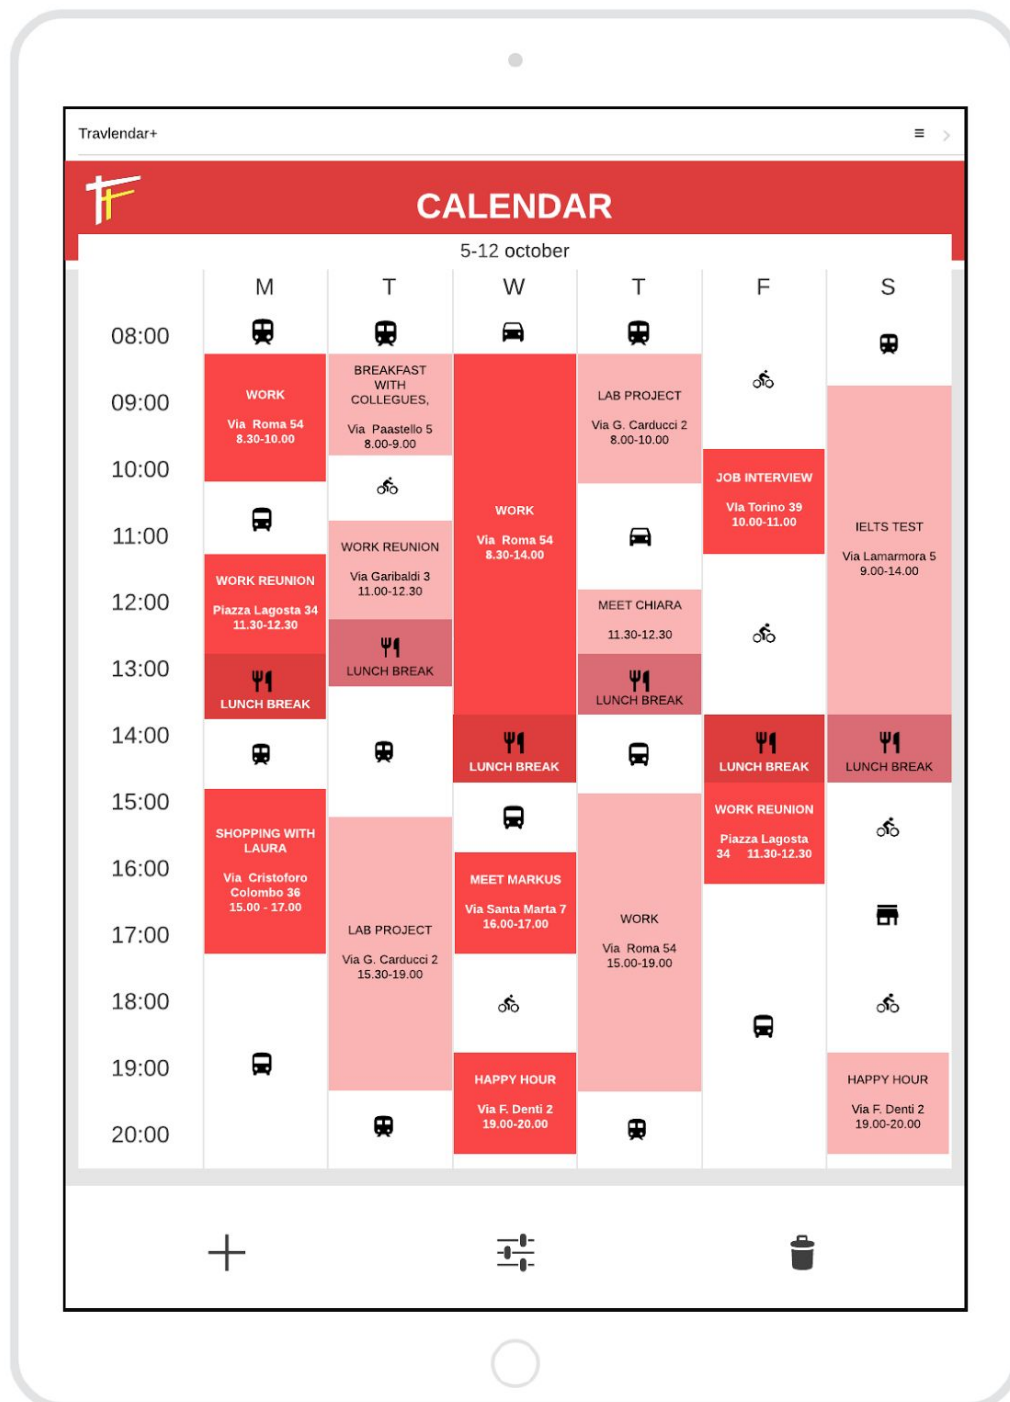 Travlendar+
CALENDAR
5-12 october
M T W T F S
08:00
09:00
10:00
11:00
12:00
13:00
14:00
15:00
16:00
17:00
18:00
19:00
20:00
WORK
Via Roma 54
8.30-10.00
WORK REUNION
Piazza Lagosta 34
11.30-12.30
LUNCH BREAK
SHOPPING WITH
LAURA
Via Cristoforo
Colombo 36
15.00 - 17.00
BREAKFAST
WITH
COLLEGUES,
Via Paastello 5
8.00-9.00
WORK REUNION
Via Garibaldi 3
11.00-12.30
LUNCH BREAK
LAB PROJECT
Via G. Carducci 2
15.30-19.00
WORK
Via Roma 54
8.30-14.00
LUNCH BREAK
MEET MARKUS
Via Santa Marta 7
16.00-17.00
HAPPY HOUR
Via F. Denti 2
19.00-20.00
LAB PROJECT
Via G. Carducci 2
8.00-10.00
MEET CHIARA
11.30-12.30
LUNCH BREAK
WORK
Via Roma 54
15.00-19.00
JOB INTERVIEW
VIa Torino 39
10.00-11.00
LUNCH BREAK
WORK REUNION
Piazza Lagosta
34 11.30-12.30
IELTS TEST
Via Lamarmora 5
9.00-14.00
LUNCH BREAK
HAPPY HOUR
Via F. Denti 2
19.00-20.00